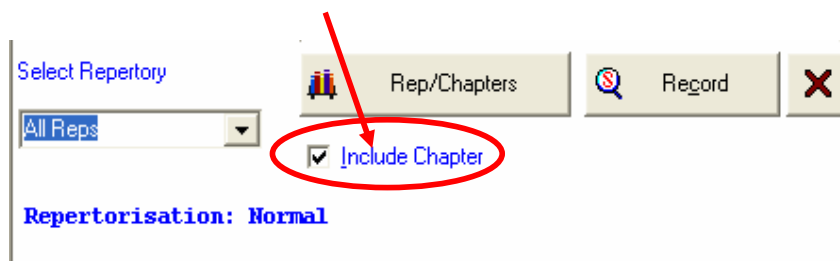 Select Repertory
Rep/Chapters
Record
All Reps
Include Chapter
Repertorisation: Normal